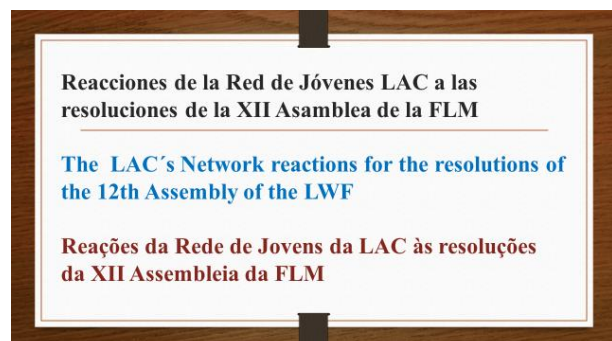 Reacciones de la Red de Jóvenes LAC a las
resoluciones de la XII Asamblea de la FLM
The LAC´s Network reactions for the resolutions of
the 12th Assembly of the LWF
Reações da Rede de Jovens da LAC às resoluções
da XII Assembleia da FLM